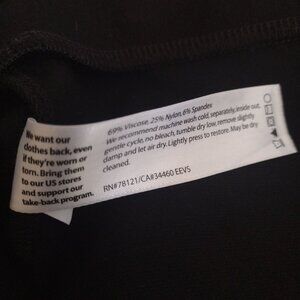 We want our
clothes back, even
if they're worn or
torn. Bring them
to our US stores
and support our
take-back program.
69% Viscose, 25% Nylon, 6% Spandex
We recommend machine wash cold, separately, inside out,
gentle cycle, no bleach, tumble dry low, remove slightly
damp and let air dry. Lightly press to restore. May be dry
cleaned.
RN#78121/CA#34460 EEVS